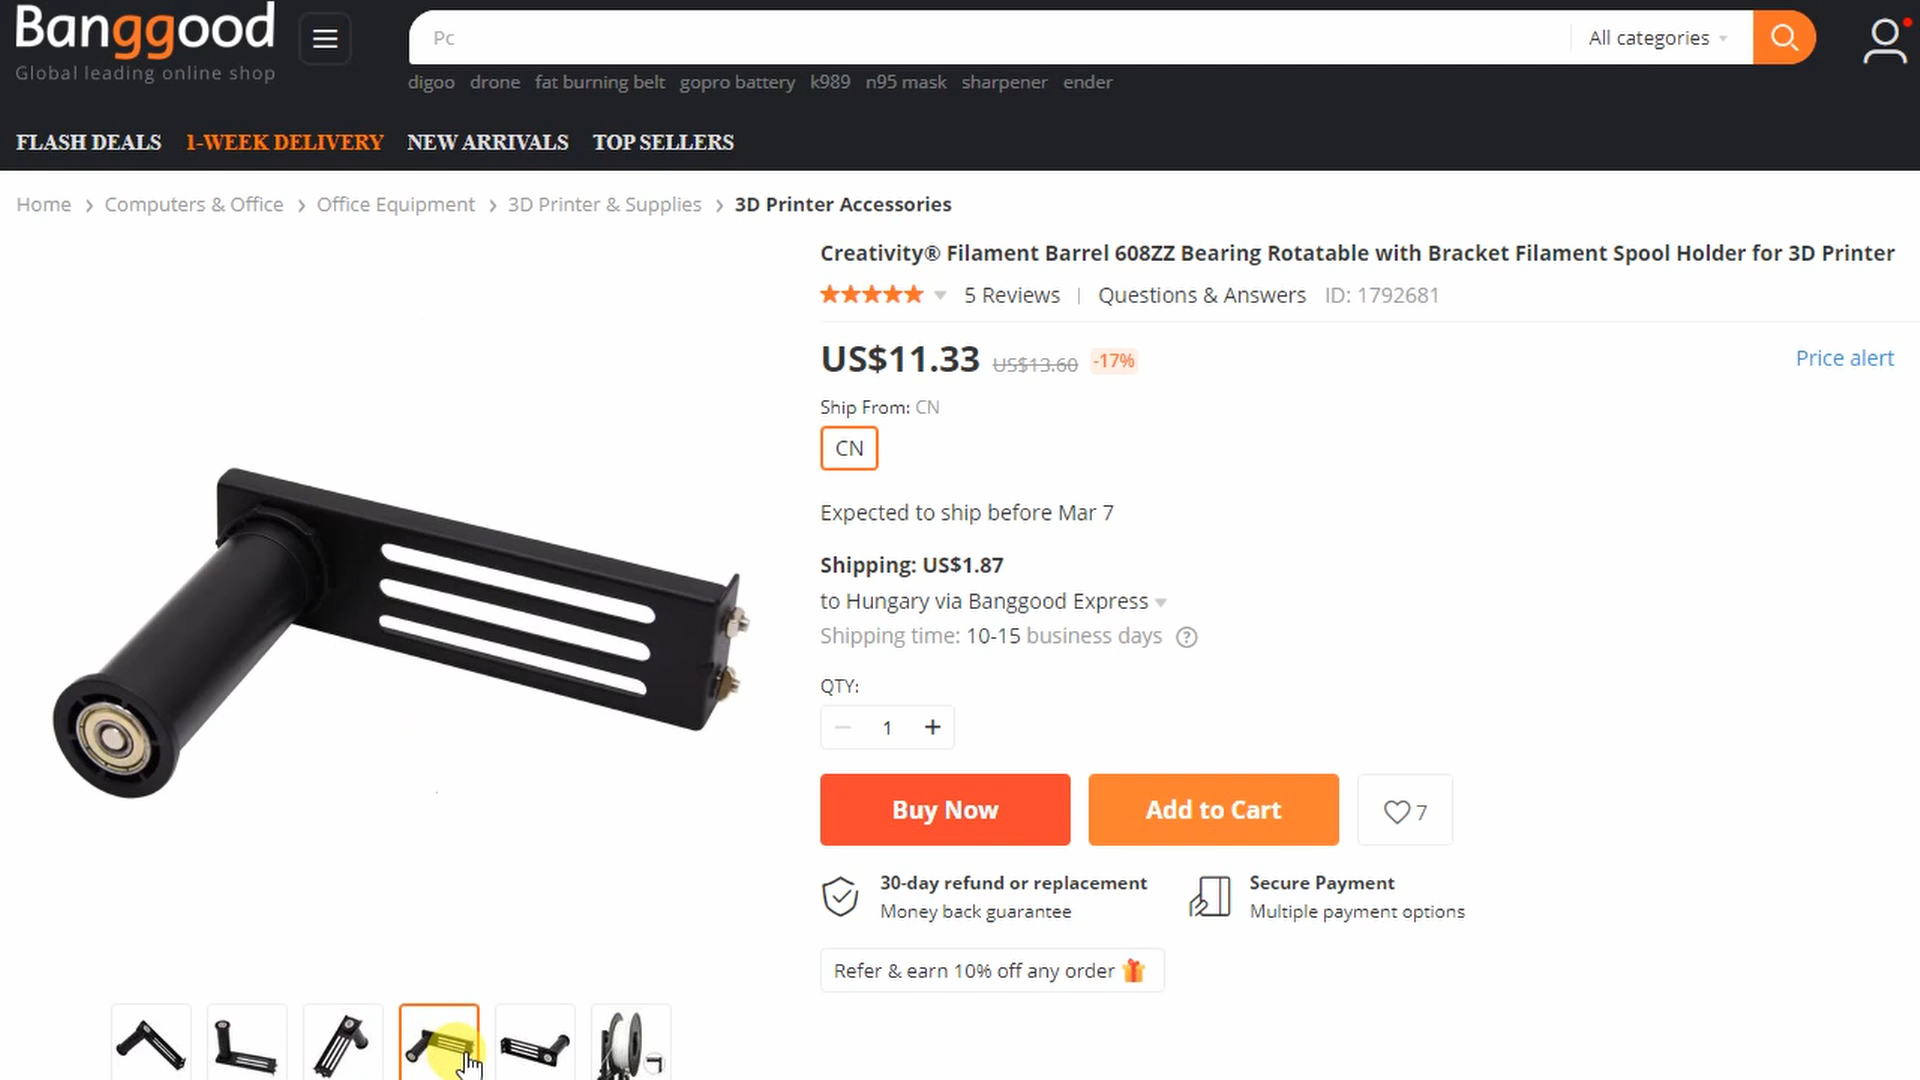 Banggood
Global leading online shop
Pc
All categories
digoo drone fat burning belt gopro battery k989 n95 mask sharpener ender
FLASH DEALS 1-WEEK DELIVERY NEW ARRIVALS TOP SELLERS
Home > Computers & Office > Office Equipment > 3D Printer & Supplies > 3D Printer Accessories
Creativity® Filament Barrel 608ZZ Bearing Rotatable with Bracket Filament Spool Holder for 3D Printer
5 Reviews | Questions & Answers ID: 1792681
US$11.33 US$13.60 -17%
Price alert
Ship From: CN
CN
Expected to ship before Mar 7
Shipping: US$1.87
to Hungary via Banggood Express
Shipping time: 10-15 business days ?
QTY:
− 1 +
Buy Now
Add to Cart
7
30-day refund or replacement
Money back guarantee
Secure Payment
Multiple payment options
Refer & earn 10% off any order